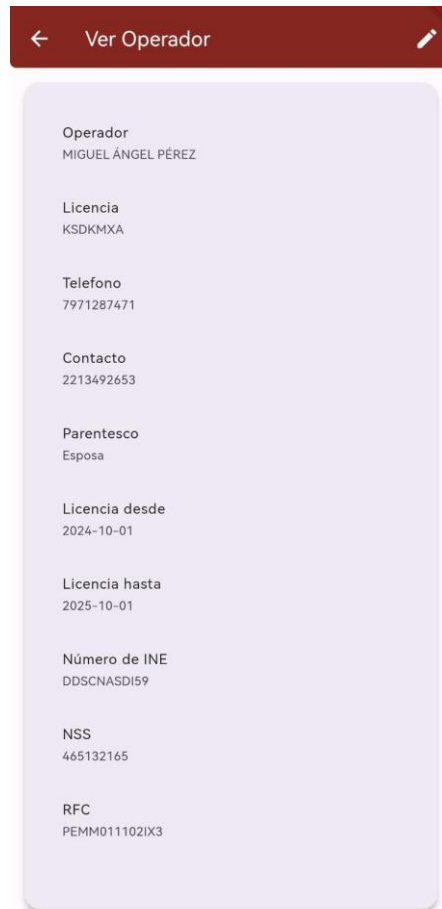 Ver Operador
Operador
MIGUEL ÁNGEL PÉREZ
Licencia
KSDKMXA
Telefono
7971287471
Contacto
2213492653
Parentesco
Esposa
Licencia desde
2024-10-01
Licencia hasta
2025-10-01
Número de INE
DDSCNASDI59
NSS
465132165
RFC
PEMM011102IX3